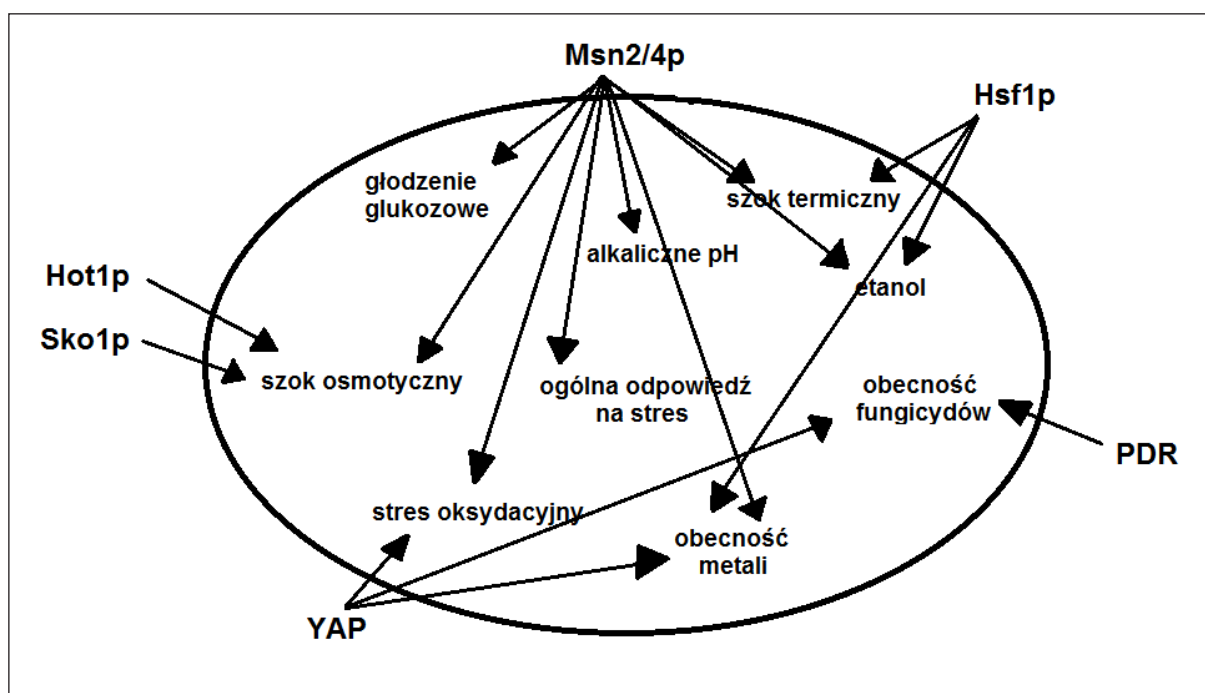 Msn2/4p
Hsf1p
głodzenie
glukozowe
szok termiczny
alkaliczne pH
etanol
Hot1p
Sko1p
szok osmotyczny
ogólna odpowiedź
na stres
obecność
fungicydów
PDR
stres oksydacyjny
obecność
metali
YAP